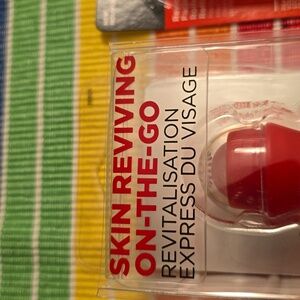 SKIN REVIVING
ON-THE-GO
REVITALISATION
EXPRESS DU VISAGE